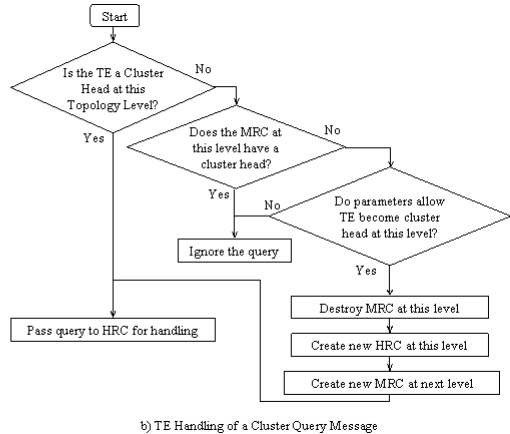 Start
Is the TE a Cluster
Head at this
Topology Level?
No
Yes
Does the MRC at
this level have a
cluster head?
No
Yes
No
Do parameters allow
TE become cluster
head at this level?
Ignore the query
Yes
Destroy MRC at this level
Pass query to HRC for handling
Create new HRC at this level
Create new MRC at next level
b) TE Handling of a Cluster Query Message